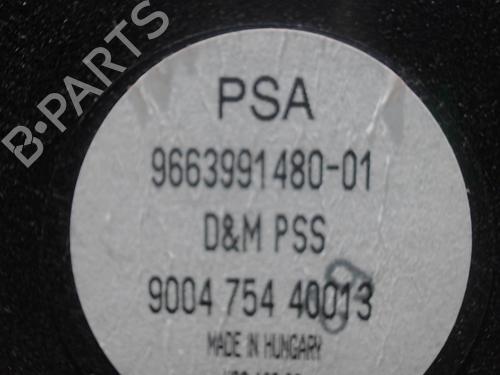 B-PARTS
PSA
9663991480-01
D&M PSS
9004 754 40013
MADE IN HUNGARY